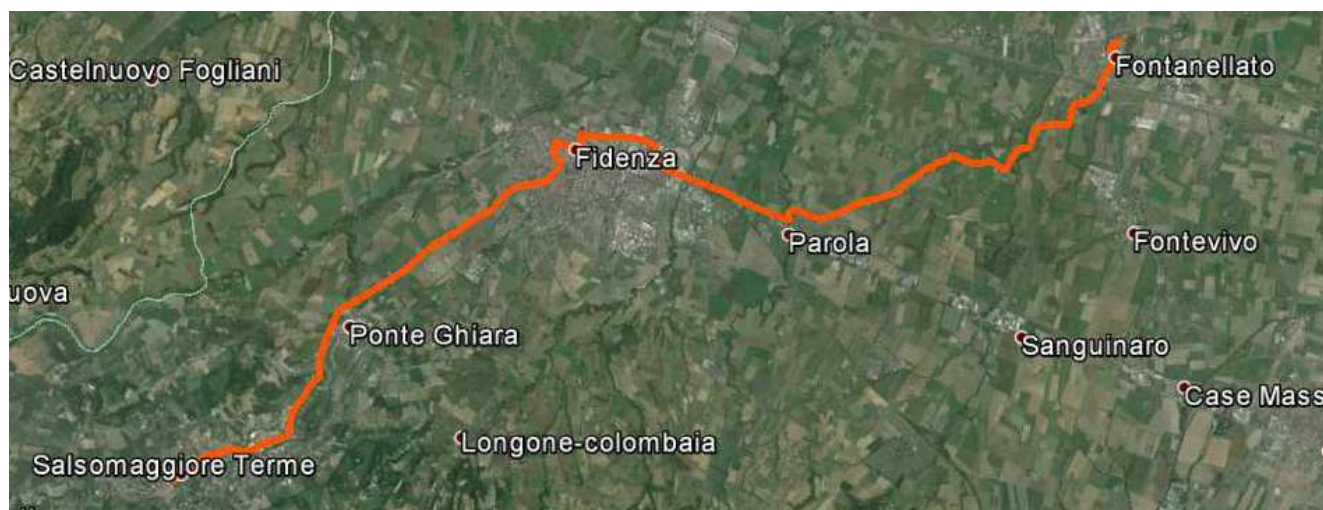 Castelnuovo Fogliani
Fontanellato
Fidenza
Parola
Fontevivo
uova
Ponte Ghiara
Sanguinaro
Case Mass
Longone-colombaia
Salsomaggiore Terme